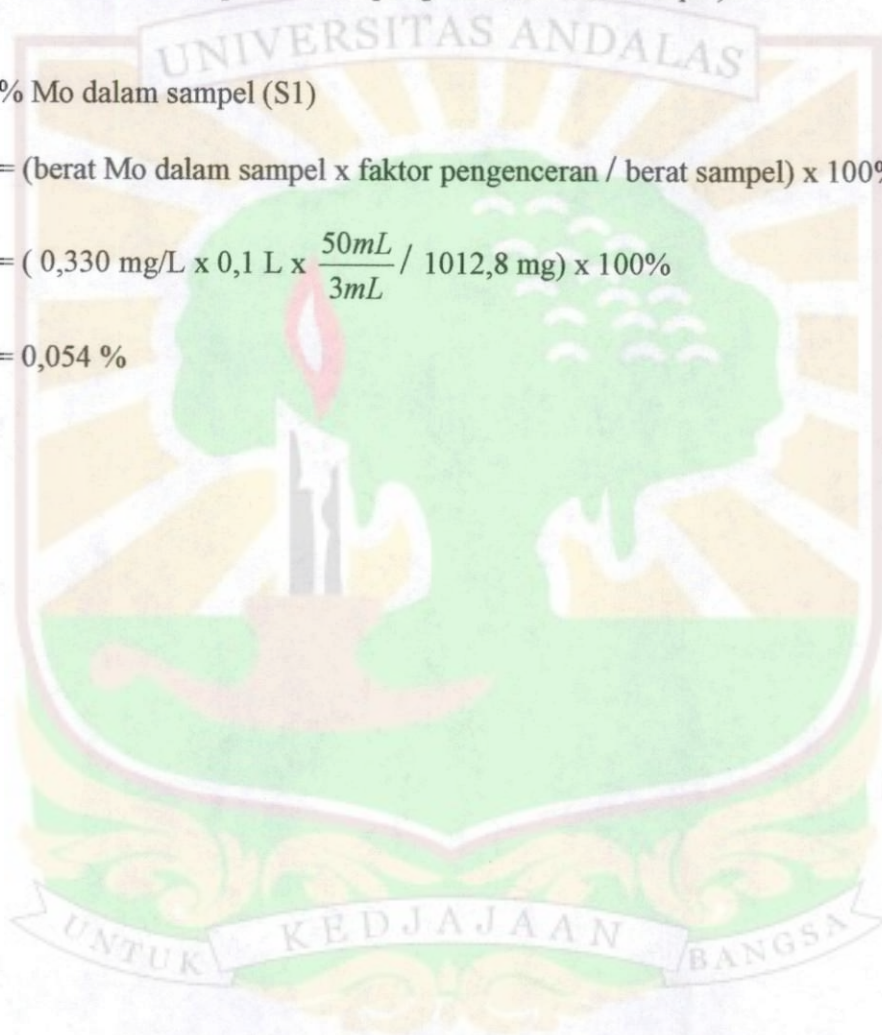 UNIVERSITAS ANDALAS
% Mo dalam sampel (S1)
= (berat Mo dalam sampel x faktor pengenceran / berat sampel) x 100%
= ( 0,330 mg/L x 0,1 L x 50mL/3mL / 1012,8 mg) x 100%
= 0,054 %
UNTUK KEDJAJAAN BANGSA